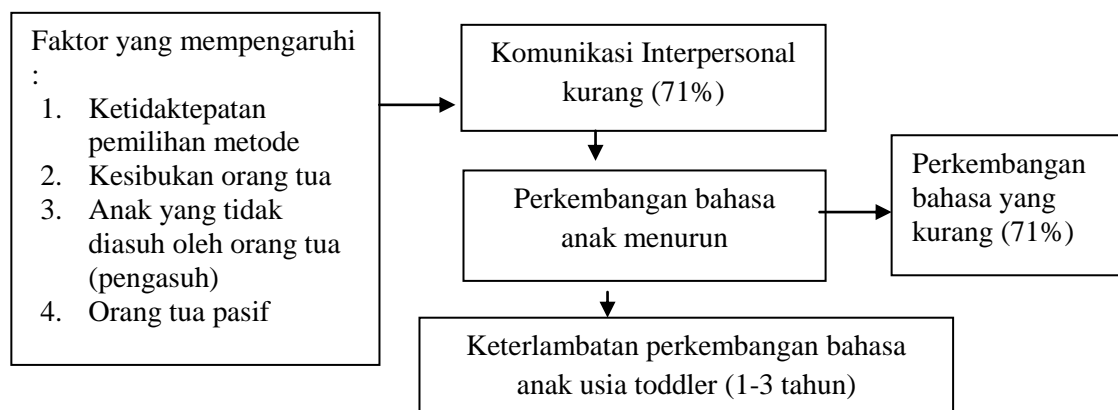 Faktor yang mempengaruhi
:
1. Ketidaktepatan
pemilihan metode
2. Kesibukan orang tua
3. Anak yang tidak
diasuh oleh orang tua
(pengasuh)
4. Orang tua pasif
Komunikasi Interpersonal
kurang (71%)
Perkembangan bahasa
anak menurun
Perkembangan
bahasa yang
kurang (71%)
Keterlambatan perkembangan bahasa
anak usia toddler (1-3 tahun)